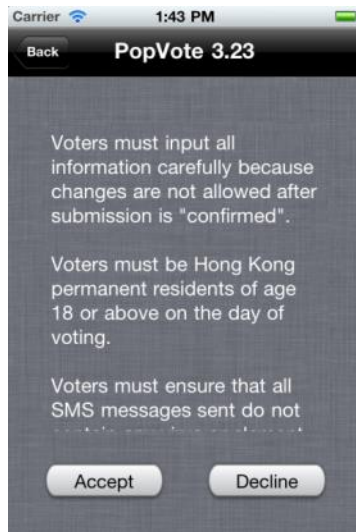 Carrier 1:43 PM
Back PopVote 3.23
Voters must input all
information carefully because
changes are not allowed after
submission is "confirmed".
Voters must be Hong Kong
permanent residents of age
18 or above on the day of
voting.
Voters must ensure that all
SMS messages sent do not
Accept Decline